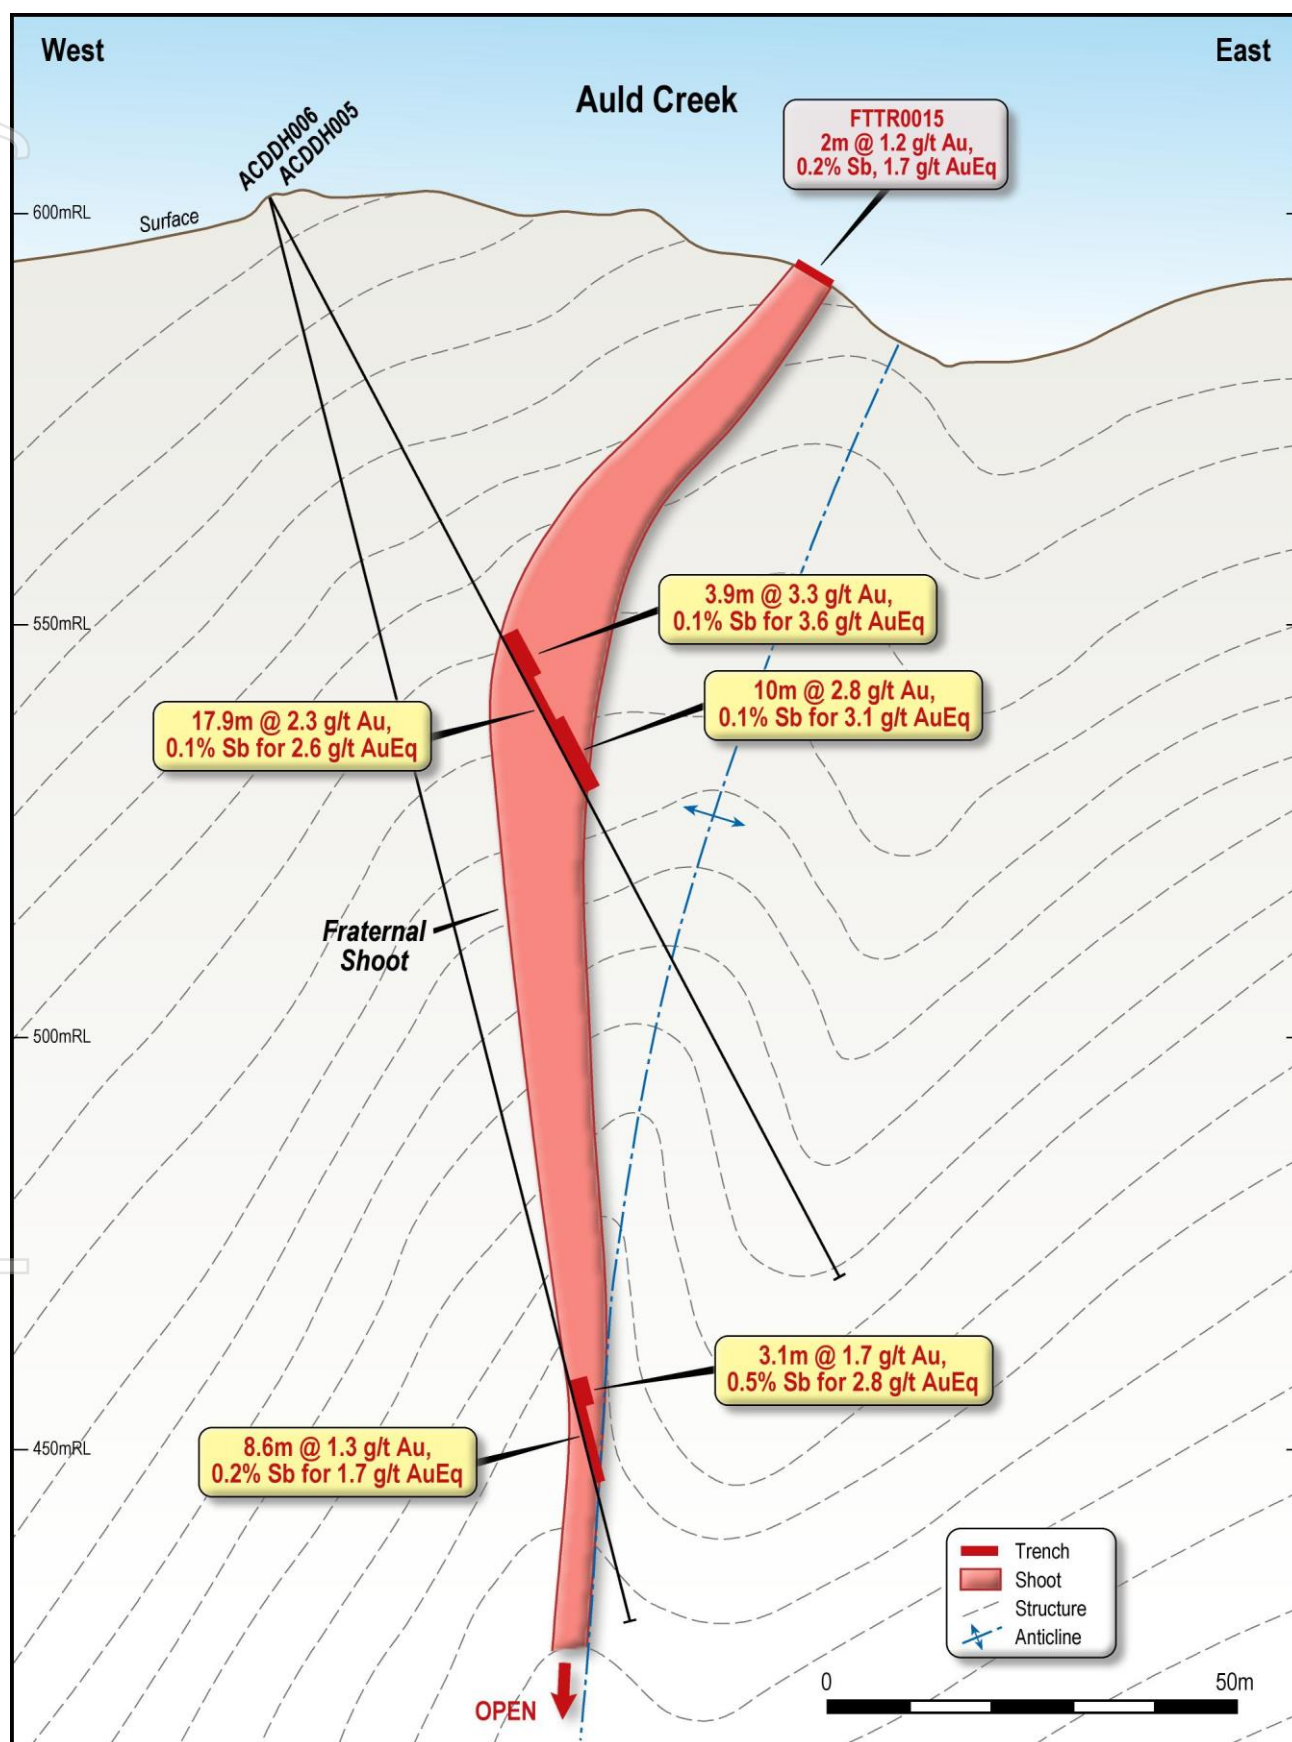 West
East
Auld Creek
ACDDH006
ACDDH005
FTTR0015
2m @ 1.2 g/t Au,
0.2% Sb, 1.7 g/t AuEq
600mRL
Surface
3.9m @ 3.3 g/t Au,
0.1% Sb for 3.6 g/t AuEq
550mRL
10m @ 2.8 g/t Au,
0.1% Sb for 3.1 g/t AuEq
17.9m @ 2.3 g/t Au,
0.1% Sb for 2.6 g/t AuEq
Fraternal
Shoot
500mRL
3.1m @ 1.7 g/t Au,
0.5% Sb for 2.8 g/t AuEq
450mRL
8.6m @ 1.3 g/t Au,
0.2% Sb for 1.7 g/t AuEq
Trench
Shoot
Structure
Anticline
0
50m
OPEN